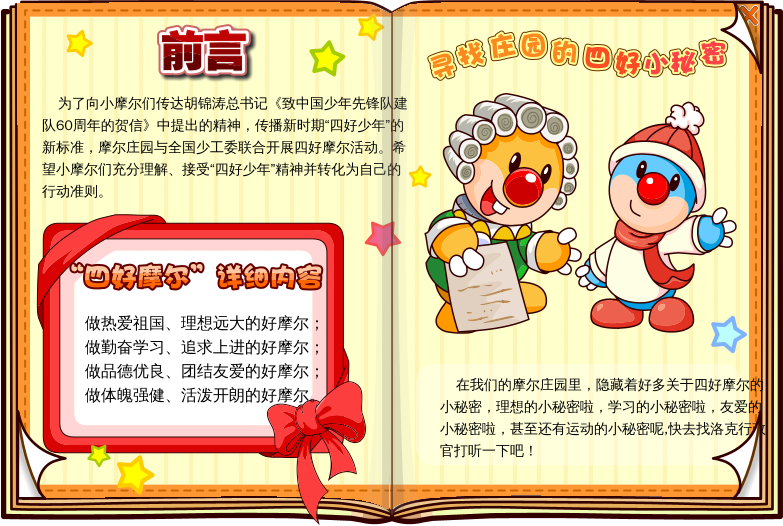 前言
为了向小摩尔们传达胡锦涛总书记《致中国少年先锋队建
队60周年的贺信》中提出的精神，传播新时期“四好少年”的
新标准，摩尔庄园与全国少工委联合开展四好摩尔活动。希
望小摩尔们充分理解、接受“四好少年”精神并转化为自己的
行动准则。
“四好摩尔”详细内容
做热爱祖国、理想远大的好摩尔；
做勤奋学习、追求上进的好摩尔；
做品德优良、团结友爱的好摩尔；
做体魄强健、活泼开朗的好摩尔。
寻找庄园的四好小秘密
在我们的摩尔庄园里，隐藏着好多关于四好摩尔的
小秘密，理想的小秘密啦，学习的小秘密啦，友爱的
小秘密啦，甚至还有运动的小秘密呢,快去找洛克行政
官打听一下吧！